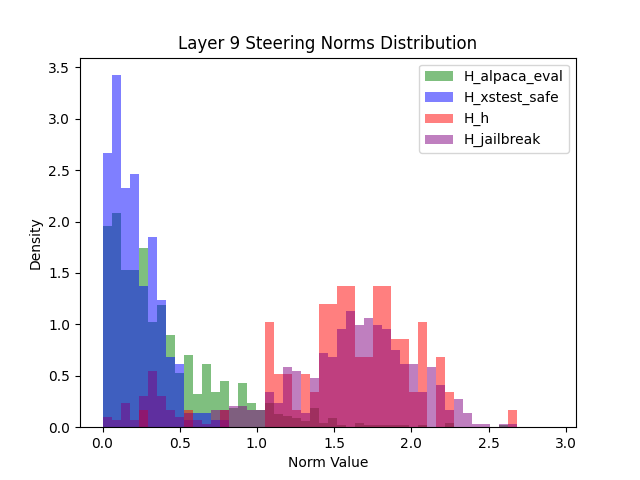 Layer 9 Steering Norms Distribution
H_alpaca_eval
H_xstest_safe
H_h
H_jailbreak
3.5
3.0
2.5
2.0
1.5
1.0
0.5
0.0
Density
0.0 0.5 1.0 1.5 2.0 2.5 3.0
Norm Value